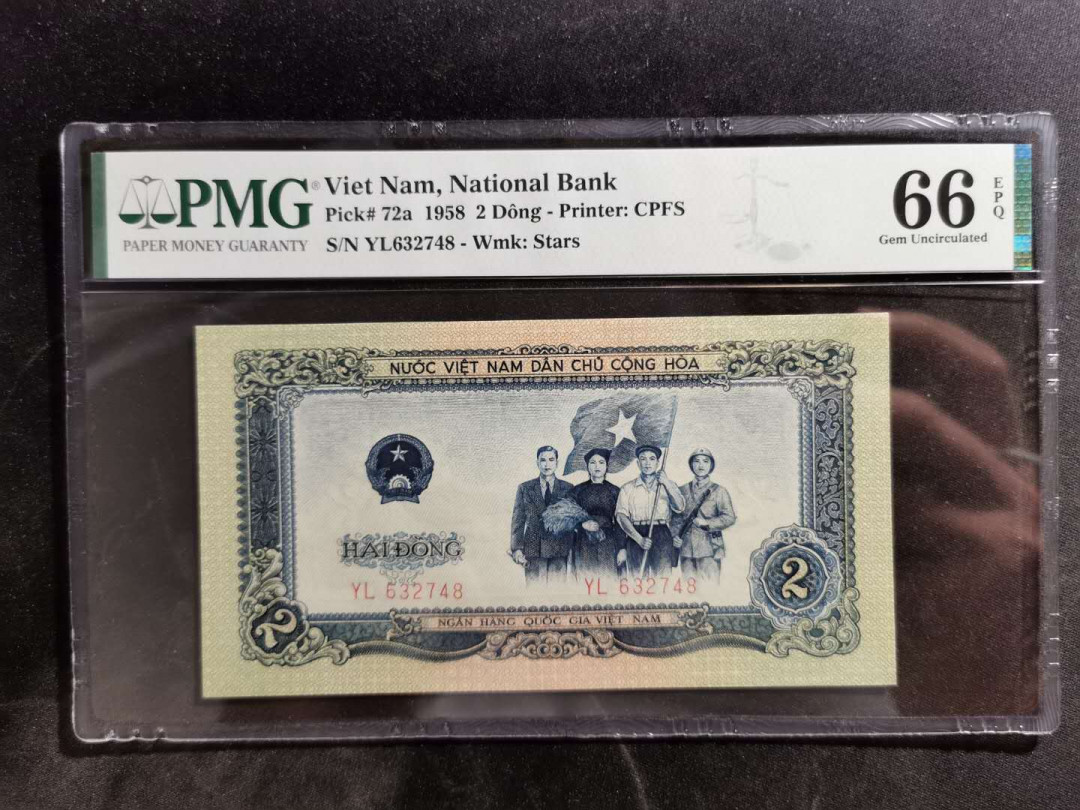 PMG®
PAPER MONEY GUARANTY
Viet Nam, National Bank
Pick# 72a 1958 2 Dông - Printer: CPFS
S/N YL632748 - Wmk: Stars
66
EPQ
Gem Uncirculated
NƯỚC VIỆT NAM DÂN CHỦ CỘNG HÒA
HAI ĐỒNG
YL 632748 YL 632748
2
2
NGÂN HÀNG QUỐC GIA VIỆT NAM